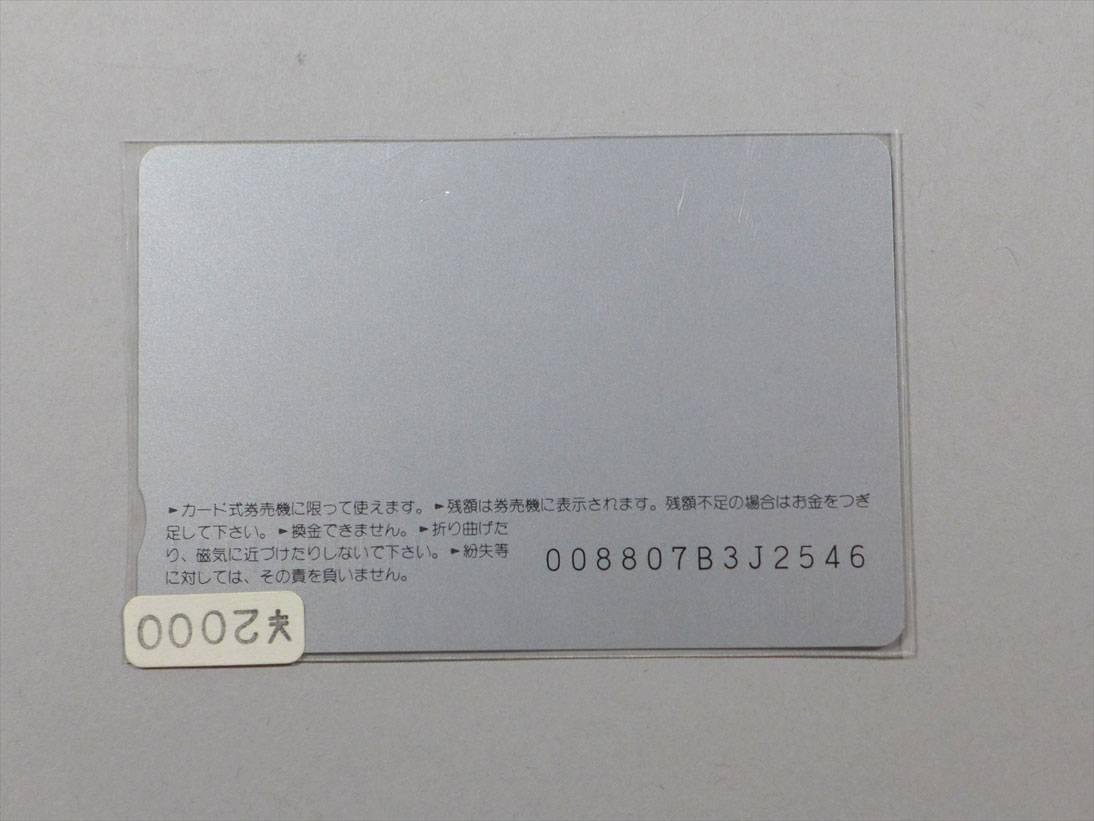 ►カード式券売機に限って使えます。►残額は券売機に表示されます。残額不足の場合はお金をつぎ
足して下さい。►換金できません。►折り曲げた
り、磁気に近づけたりしないで下さい。►紛失等
に対しては、その責を負いません。
008807B3J2546
¥2000